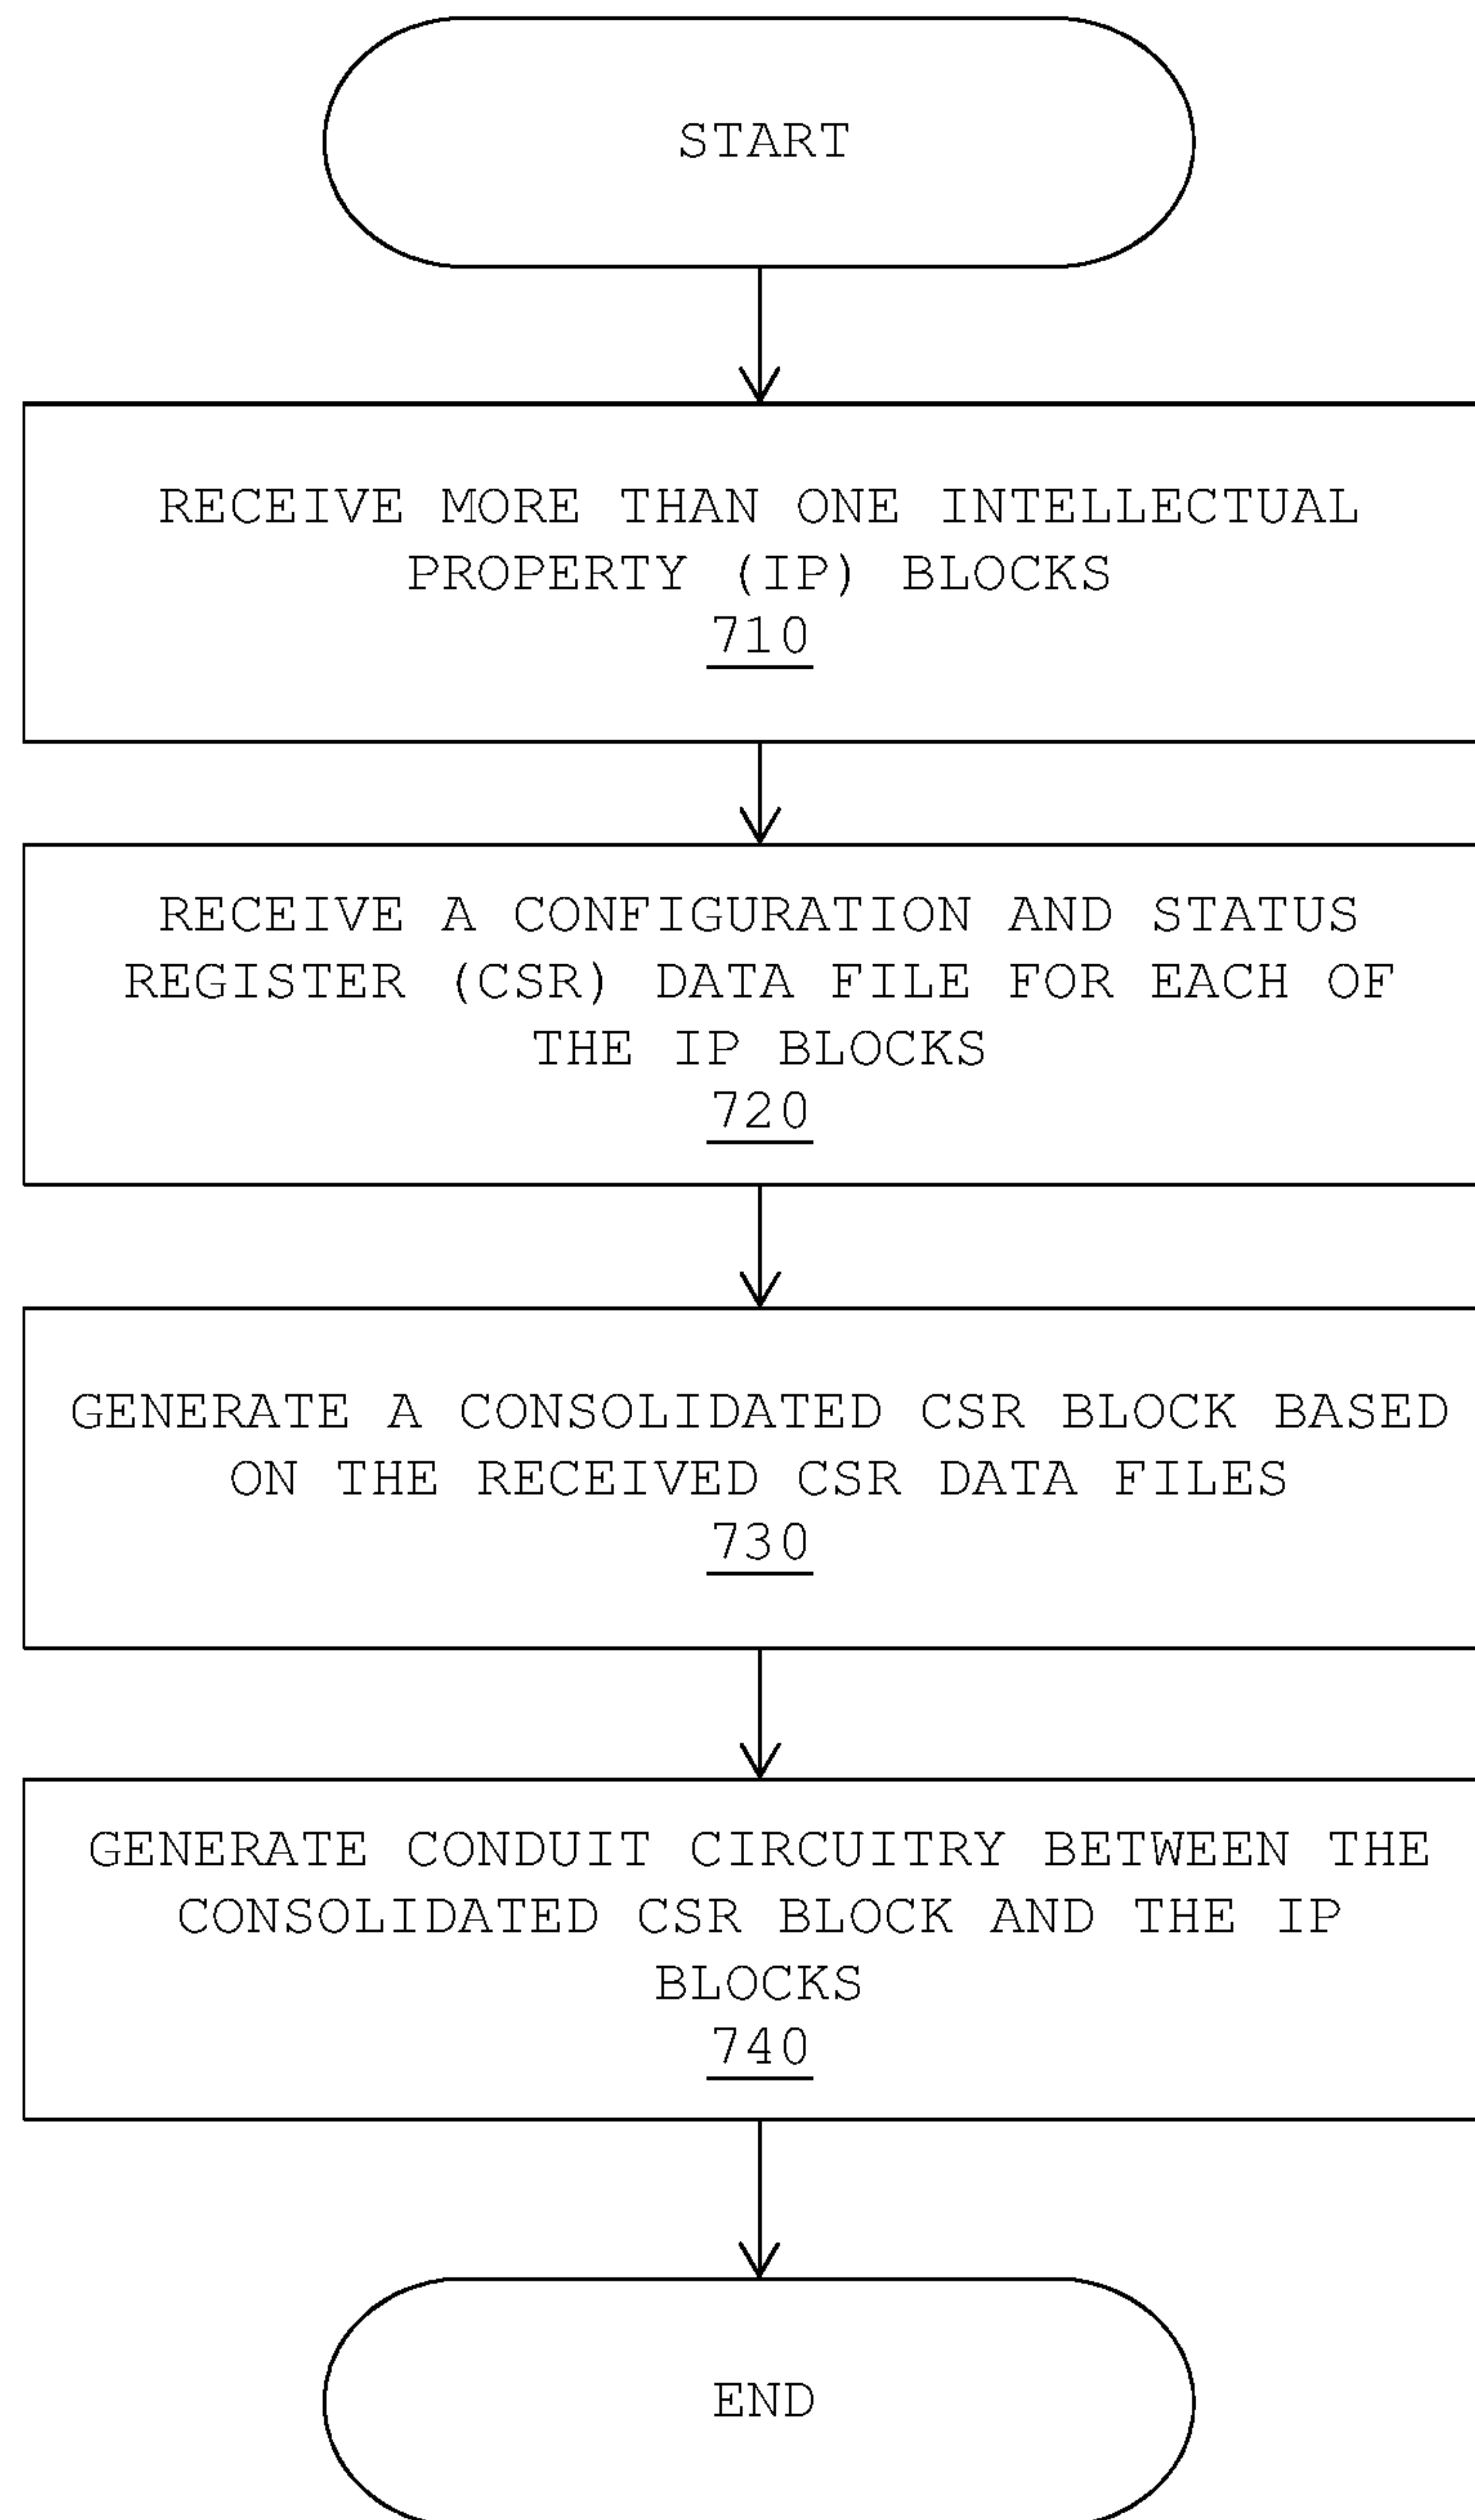 START
RECEIVE MORE THAN ONE INTELLECTUAL
PROPERTY (IP) BLOCKS
710
RECEIVE A CONFIGURATION AND STATUS
REGISTER (CSR) DATA FILE FOR EACH OF
THE IP BLOCKS
720
GENERATE A CONSOLIDATED CSR BLOCK BASED
ON THE RECEIVED CSR DATA FILES
730
GENERATE CONDUIT CIRCUITRY BETWEEN THE
CONSOLIDATED CSR BLOCK AND THE IP
BLOCKS
740
END